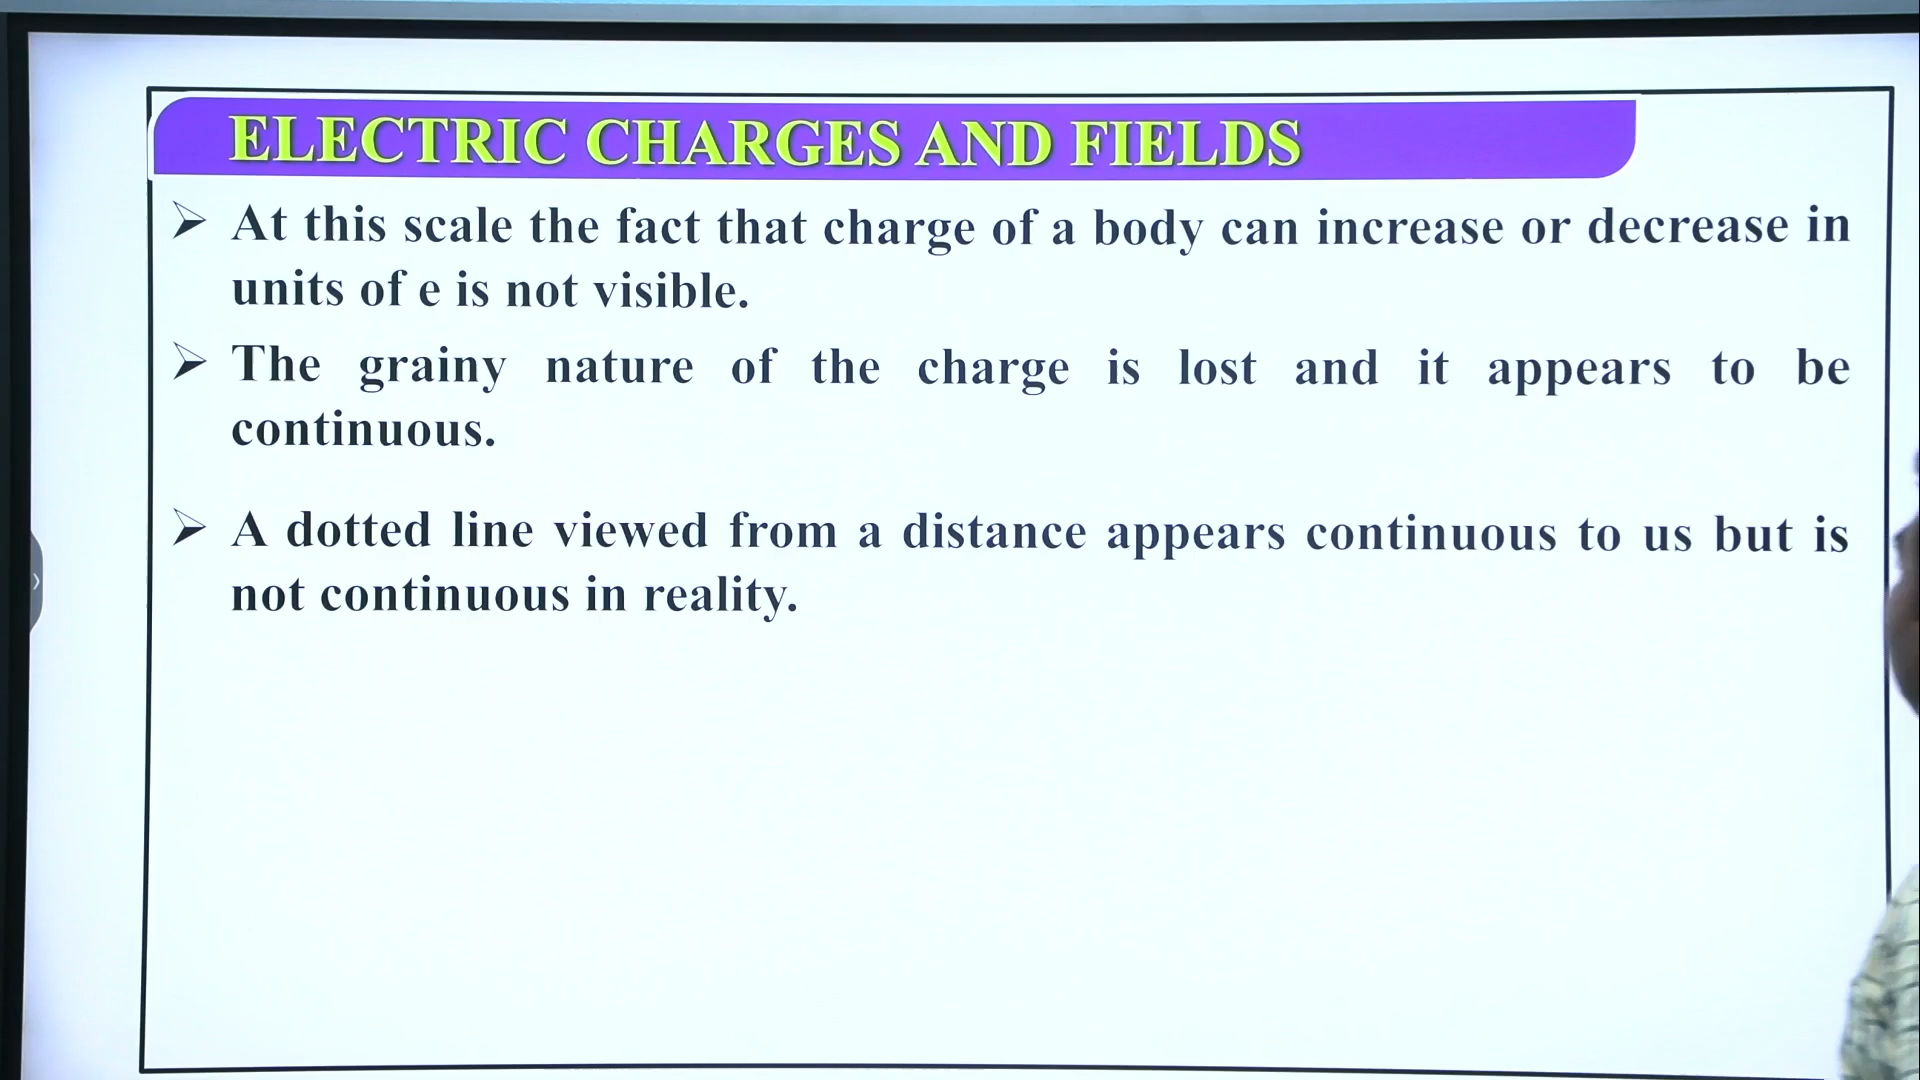 ELECTRIC CHARGES AND FIELDS
➢ At this scale the fact that charge of a body can increase or decrease in
units of e is not visible.
➢ The grainy nature of the charge is lost and it appears to be
continuous.
➢ A dotted line viewed from a distance appears continuous to us but is
not continuous in reality.